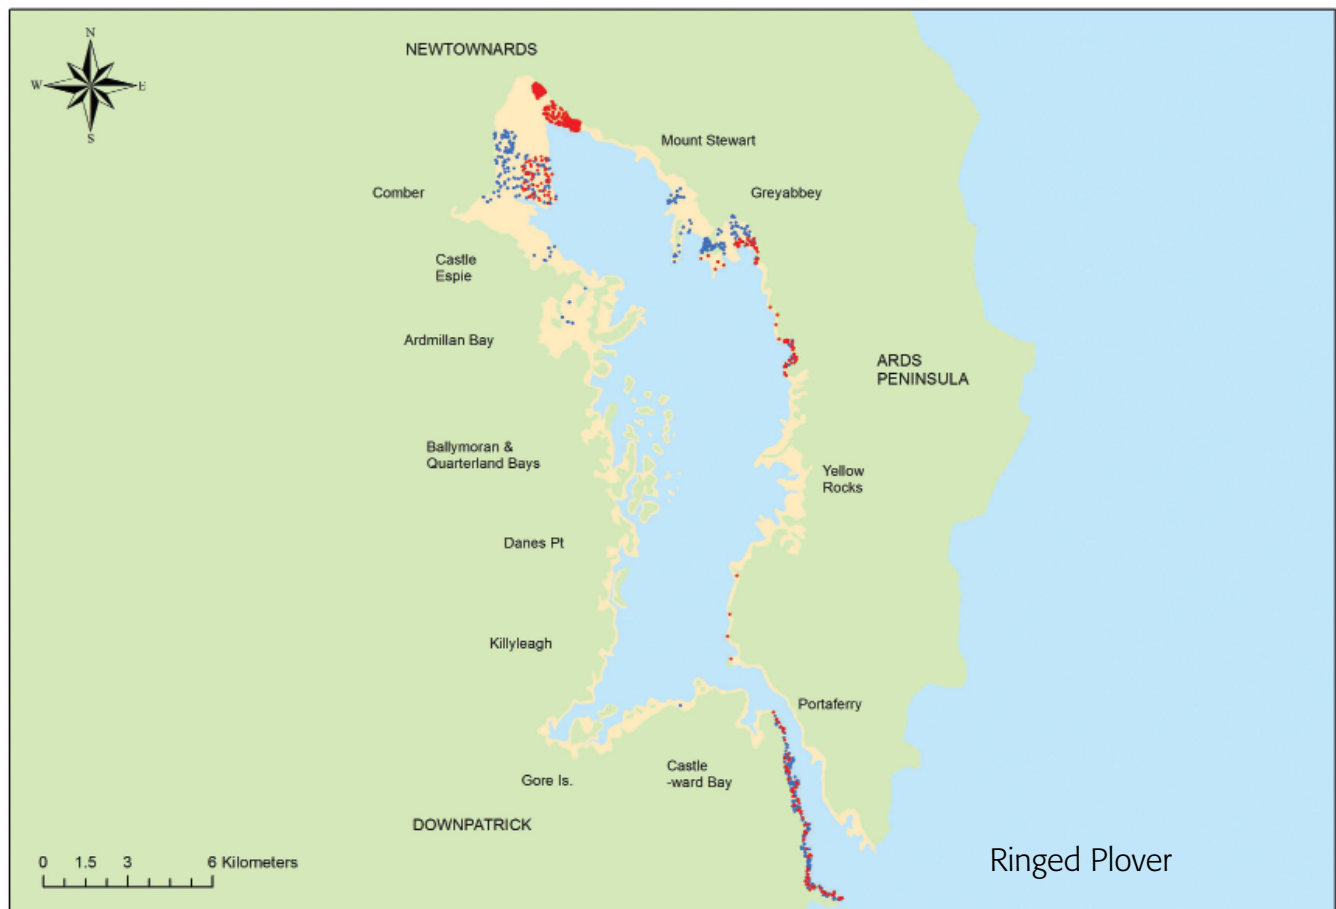 N
W
E
S
NEWTOWNARDS
Mount Stewart
Comber
Greyabbey
Castle
Espie
Ardmillan Bay
ARDS
PENINSULA
Ballymoran &
Quarterland Bays
Yellow
Rocks
Danes Pt
Killyleagh
Portaferry
Gore Is.
Castle
-ward Bay
DOWNPATRICK
0 1.5 3 6 Kilometers
Ringed Plover